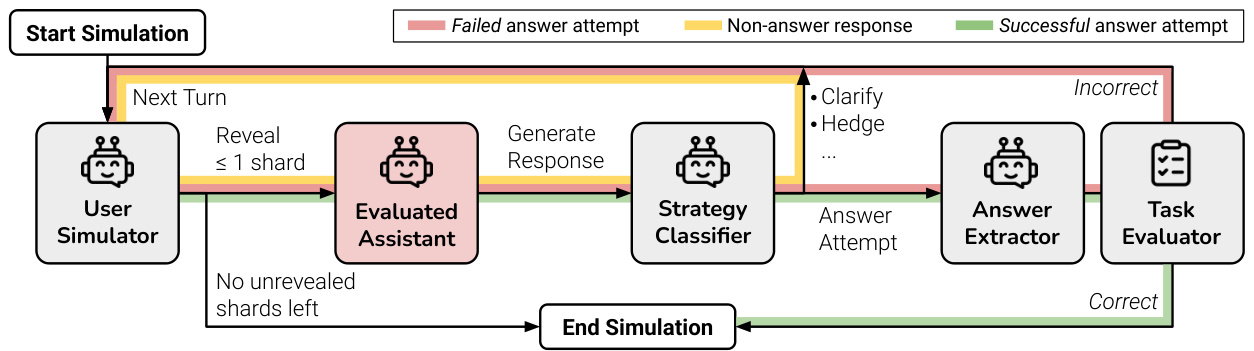 Start Simulation
Failed answer attempt
Non-answer response
Successful answer attempt
Next Turn
Incorrect
Reveal
≤ 1 shard
Generate
Response
• Clarify
• Hedge
...
User
Simulator
Evaluated
Assistant
Strategy
Classifier
Answer
Attempt
Answer
Extractor
Task
Evaluator
No unrevealed
shards left
Correct
End Simulation